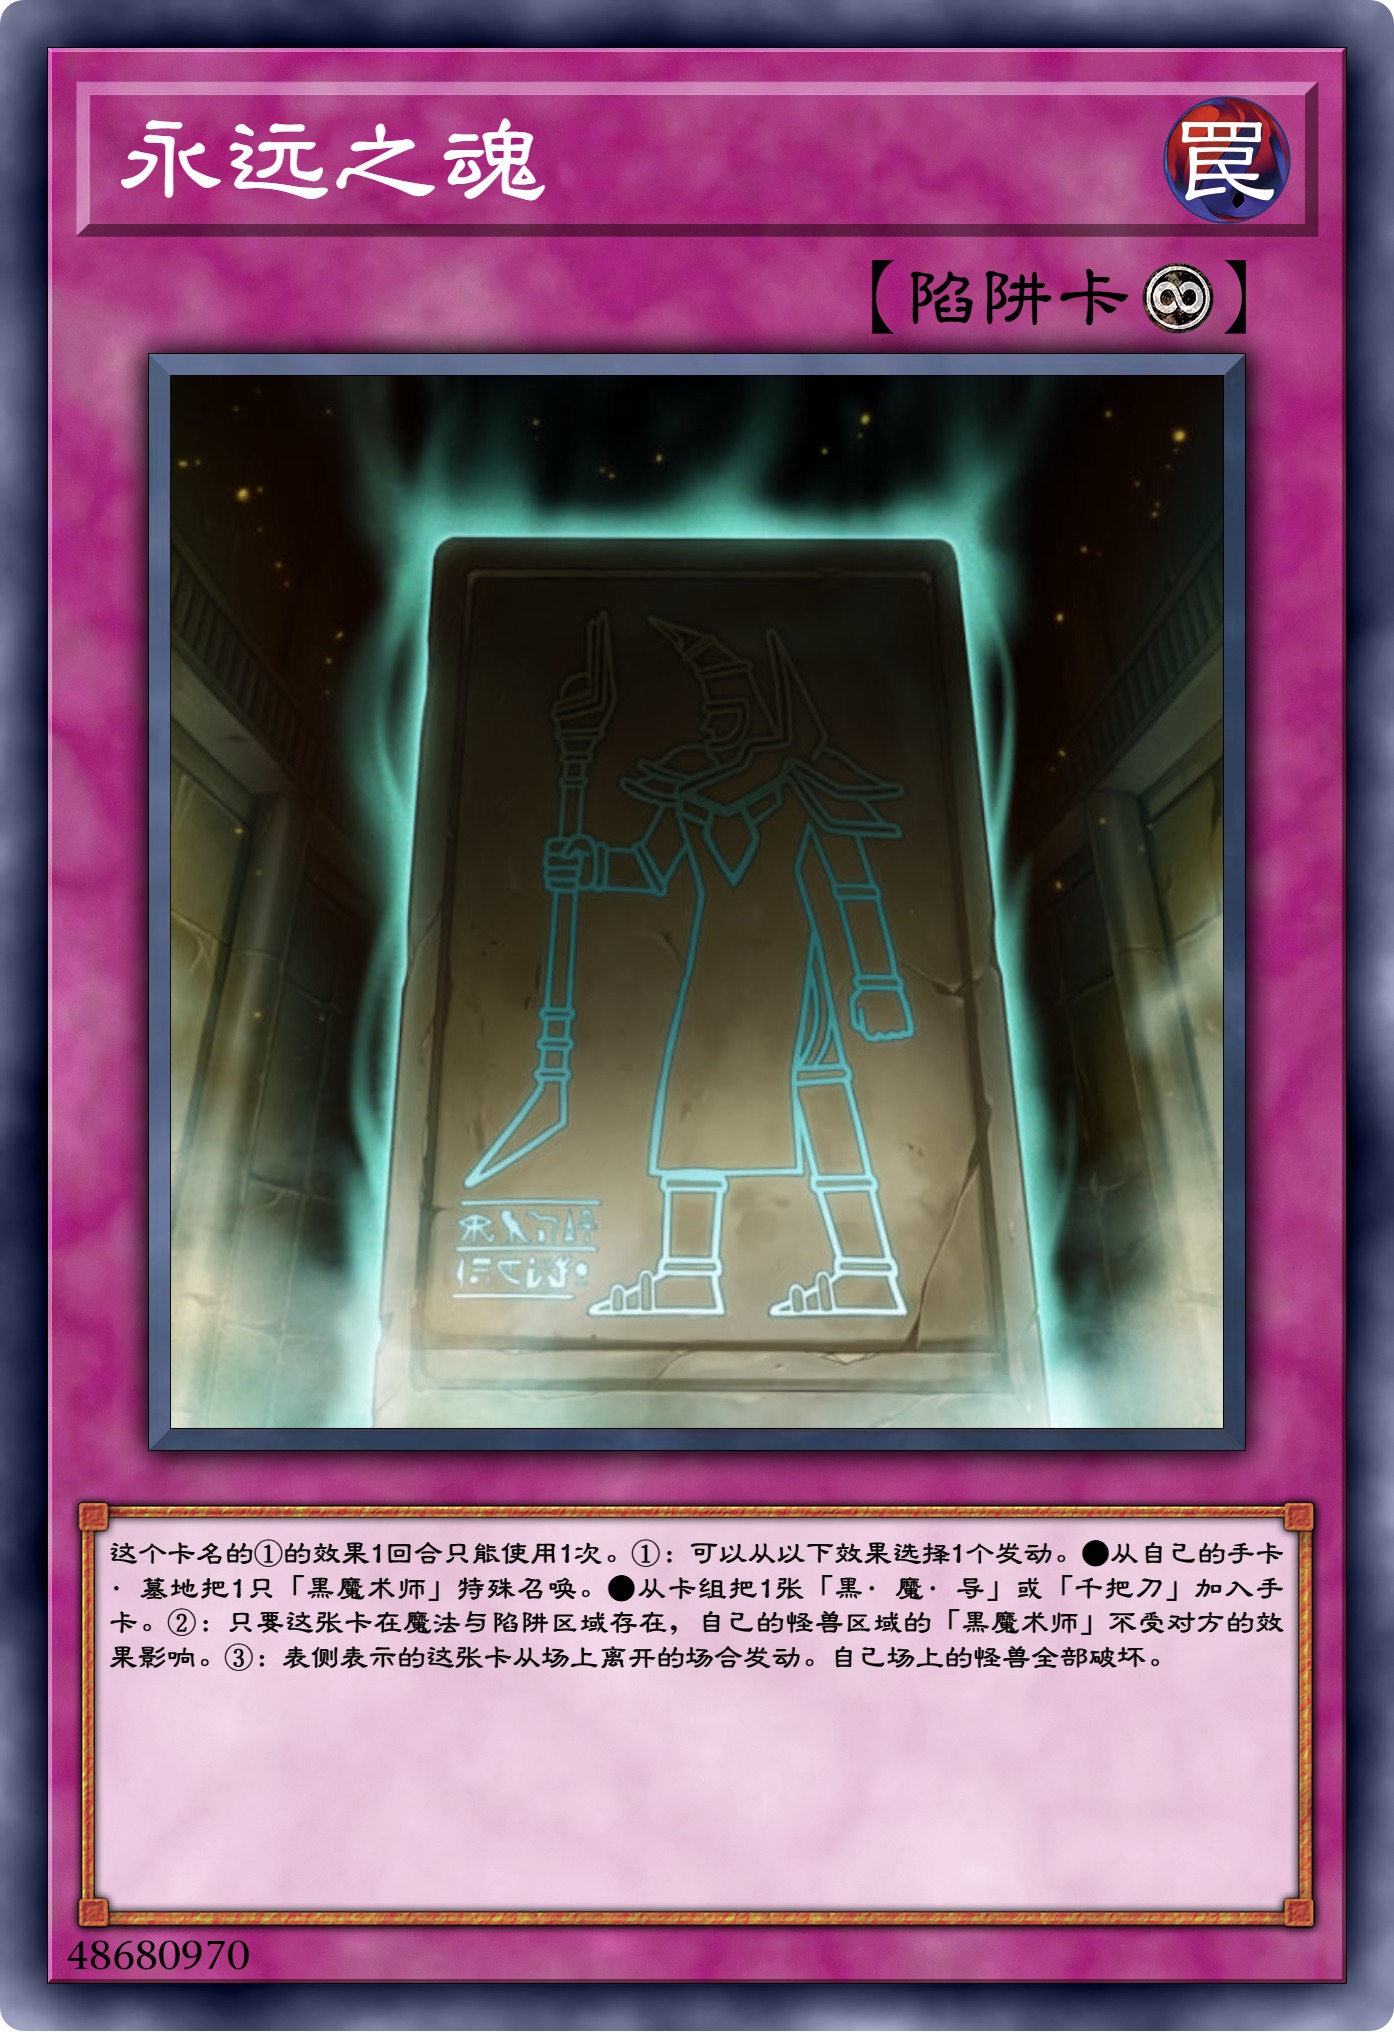 永远之魂
罠
【陷阱卡】
这个卡名的①的效果1回合只能使用1次。①：可以从以下效果选择1个发动。●从自己的手卡
·墓地把1只「黑魔术师」特殊召唤。●从卡组把1张「黑·魔·导」或「千把刀」加入手
卡。②：只要这张卡在魔法与陷阱区域存在，自己的怪兽区域的「黑魔术师」不受对方的效
果影响。③：表侧表示的这张卡从场上离开的场合发动。自己场上的怪兽全部破坏。
48680970